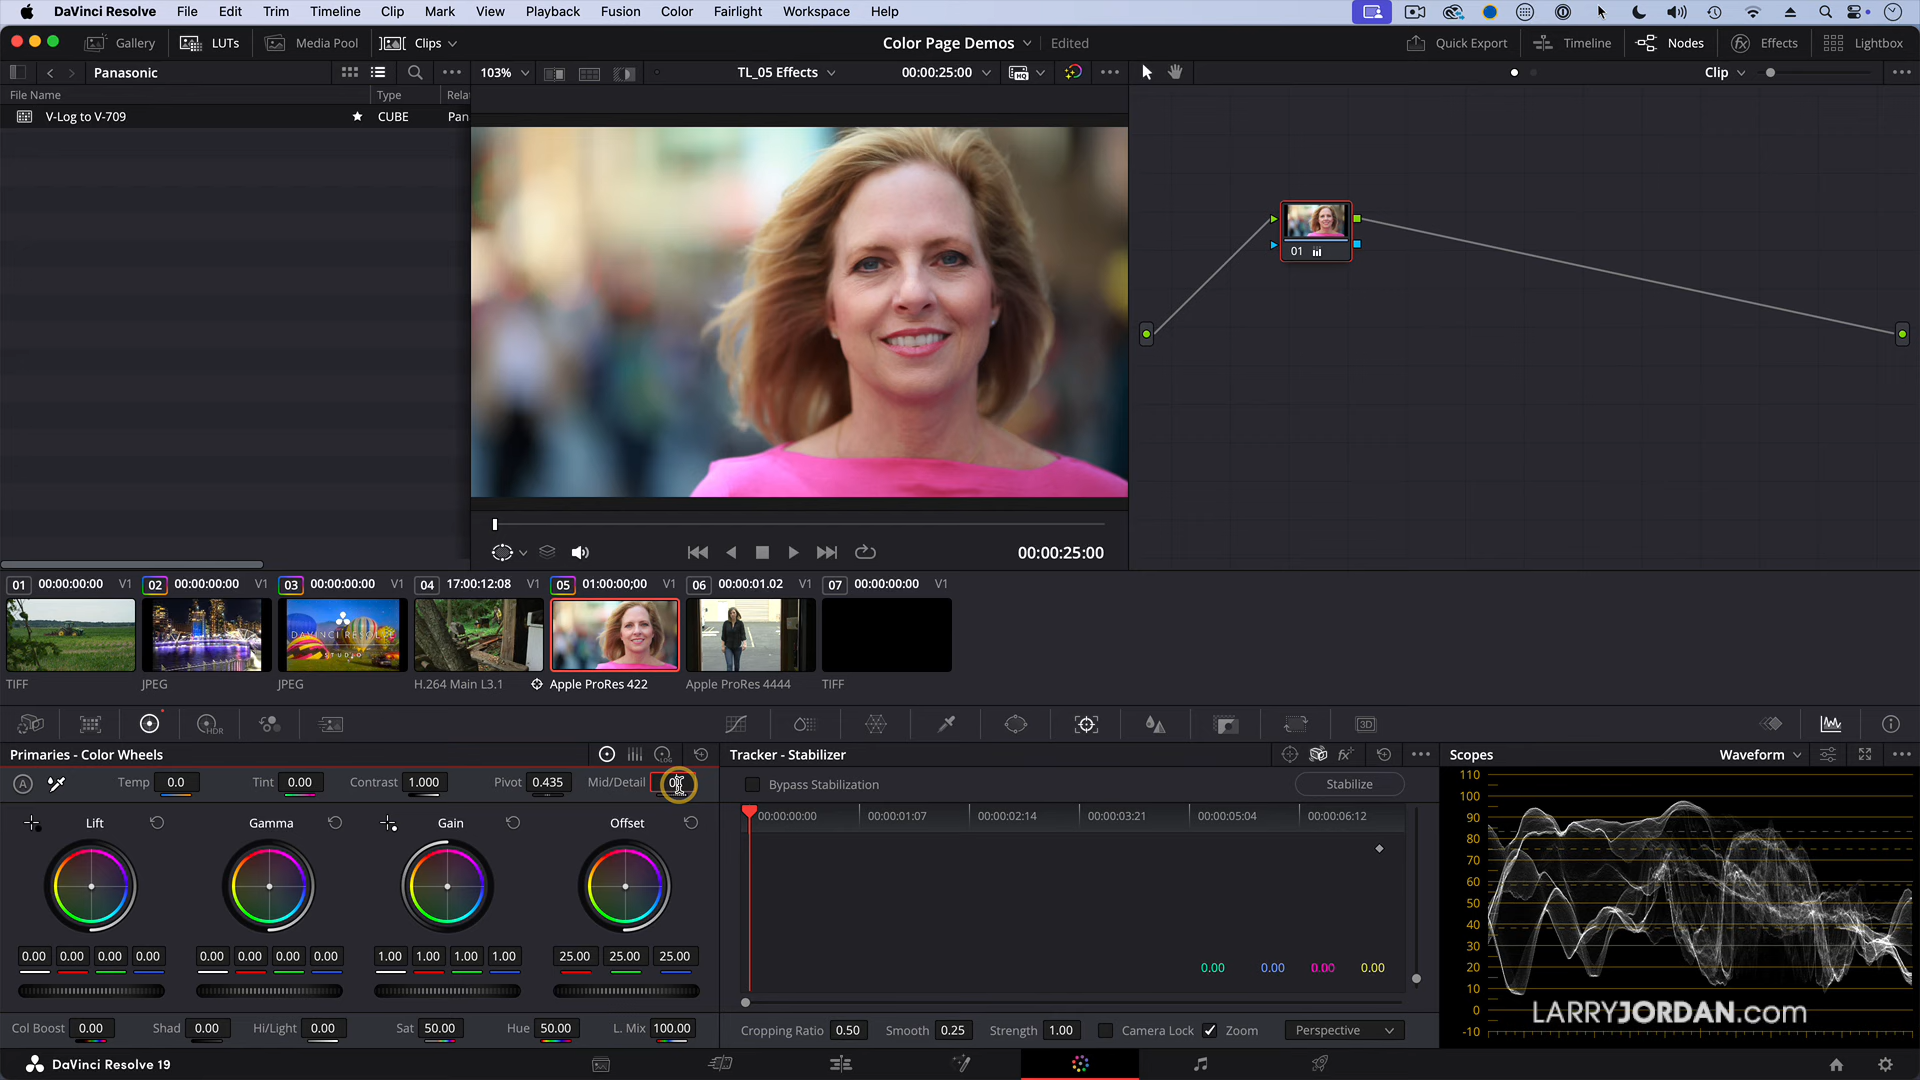 DaVinci Resolve File Edit Trim Timeline Clip Mark View Playback Fusion Color Fairlight Workspace Help
Gallery LUTs Media Pool Clips Color Page Demos Edited Quick Export Timeline Nodes Effects Lightbox
Panasonic 103% TL_05 Effects 00:00:25:00 Clip
File Name Type Rela
V-Log to V-709 CUBE Pan
01
00:00:25:00
01 00:00:00:00 V1 02 00:00:00:00 V1 03 00:00:00:00 V1 04 17:00:12:08 V1 05 01:00:00;00 V1 06 00:00:01.02 V1 07 00:00:00:00 V1
DAVINCI RESOLVE
STUDIO
TIFF JPEG JPEG H.264 Main L3.1 Apple ProRes 422 Apple ProRes 4444 TIFF
HDR 3D
Primaries - Color Wheels LOG Tracker - Stabilizer fx Scopes Waveform
A Temp 0.0 Tint 0.00 Contrast 1.000 Pivot 0.435 Mid/Detail Bypass Stabilization Stabilize
Lift Gamma Gain Offset
00:00:00:00 00:00:01:07 00:00:02:14 00:00:03:21 00:00:05:04 00:00:06:12
110
100
90
80
70
60
50
40
30
20
10
0
-10
0.00 0.00 0.00 0.00 0.00 0.00 0.00 0.00 1.00 1.00 1.00 1.00 25.00 25.00 25.00
0.00 0.00 0.00 0.00
LARRYJORDAN.com
Col Boost 0.00 Shad 0.00 Hi/Light 0.00 Sat 50.00 Hue 50.00 L. Mix 100.00
Cropping Ratio 0.50 Smooth 0.25 Strength 1.00 Camera Lock Zoom Perspective
DaVinci Resolve 19